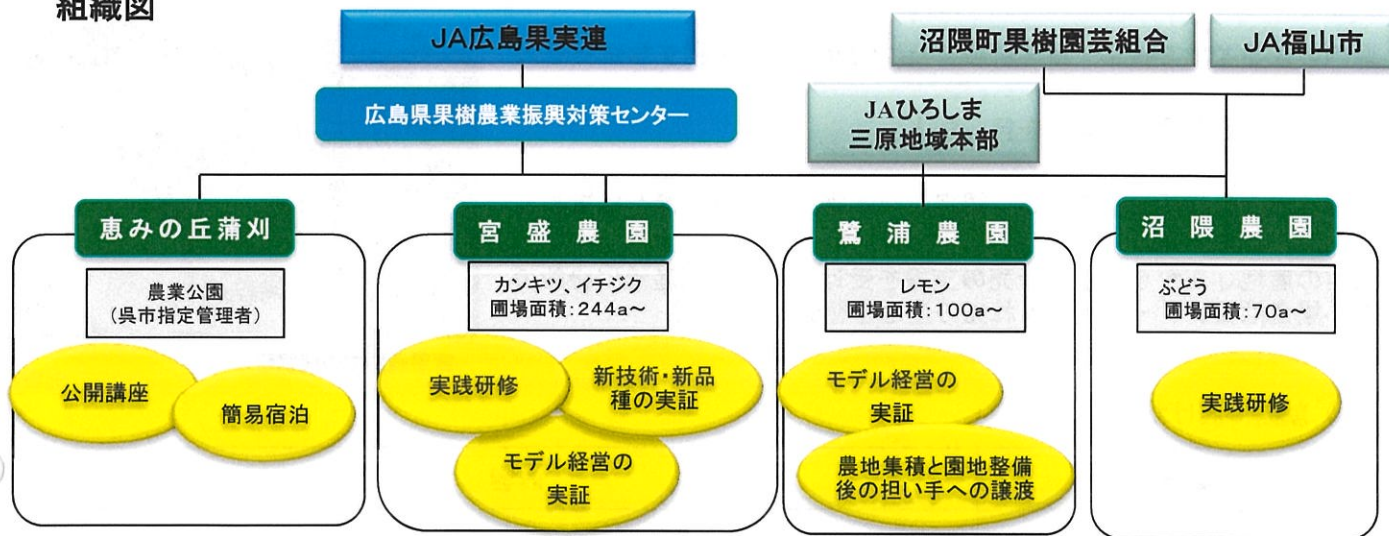 組織図
JA広島果実連
沼隈町果樹園芸組合
JA福山市
広島県果樹農業振興対策センター
JAひろしま
三原地域本部
恵みの丘蒲刈
農業公園
(呉市指定管理者)
公開講座
簡易宿泊
宮盛農園
カンキツ、イチジク
圃場面積:244a~
実践研修
新技術・新品
種の実証
モデル経営の
実証
鷺浦農園
レモン
圃場面積:100a~
モデル経営の
実証
農地集積と園地整備
後の担い手への譲渡
沼隈農園
ぶどう
圃場面積:70a~
実践研修